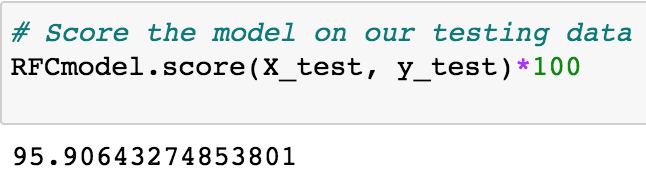 # Score the model on our testing data
RFCmodel.score(X_test, y_test)*100
95.90643274853801